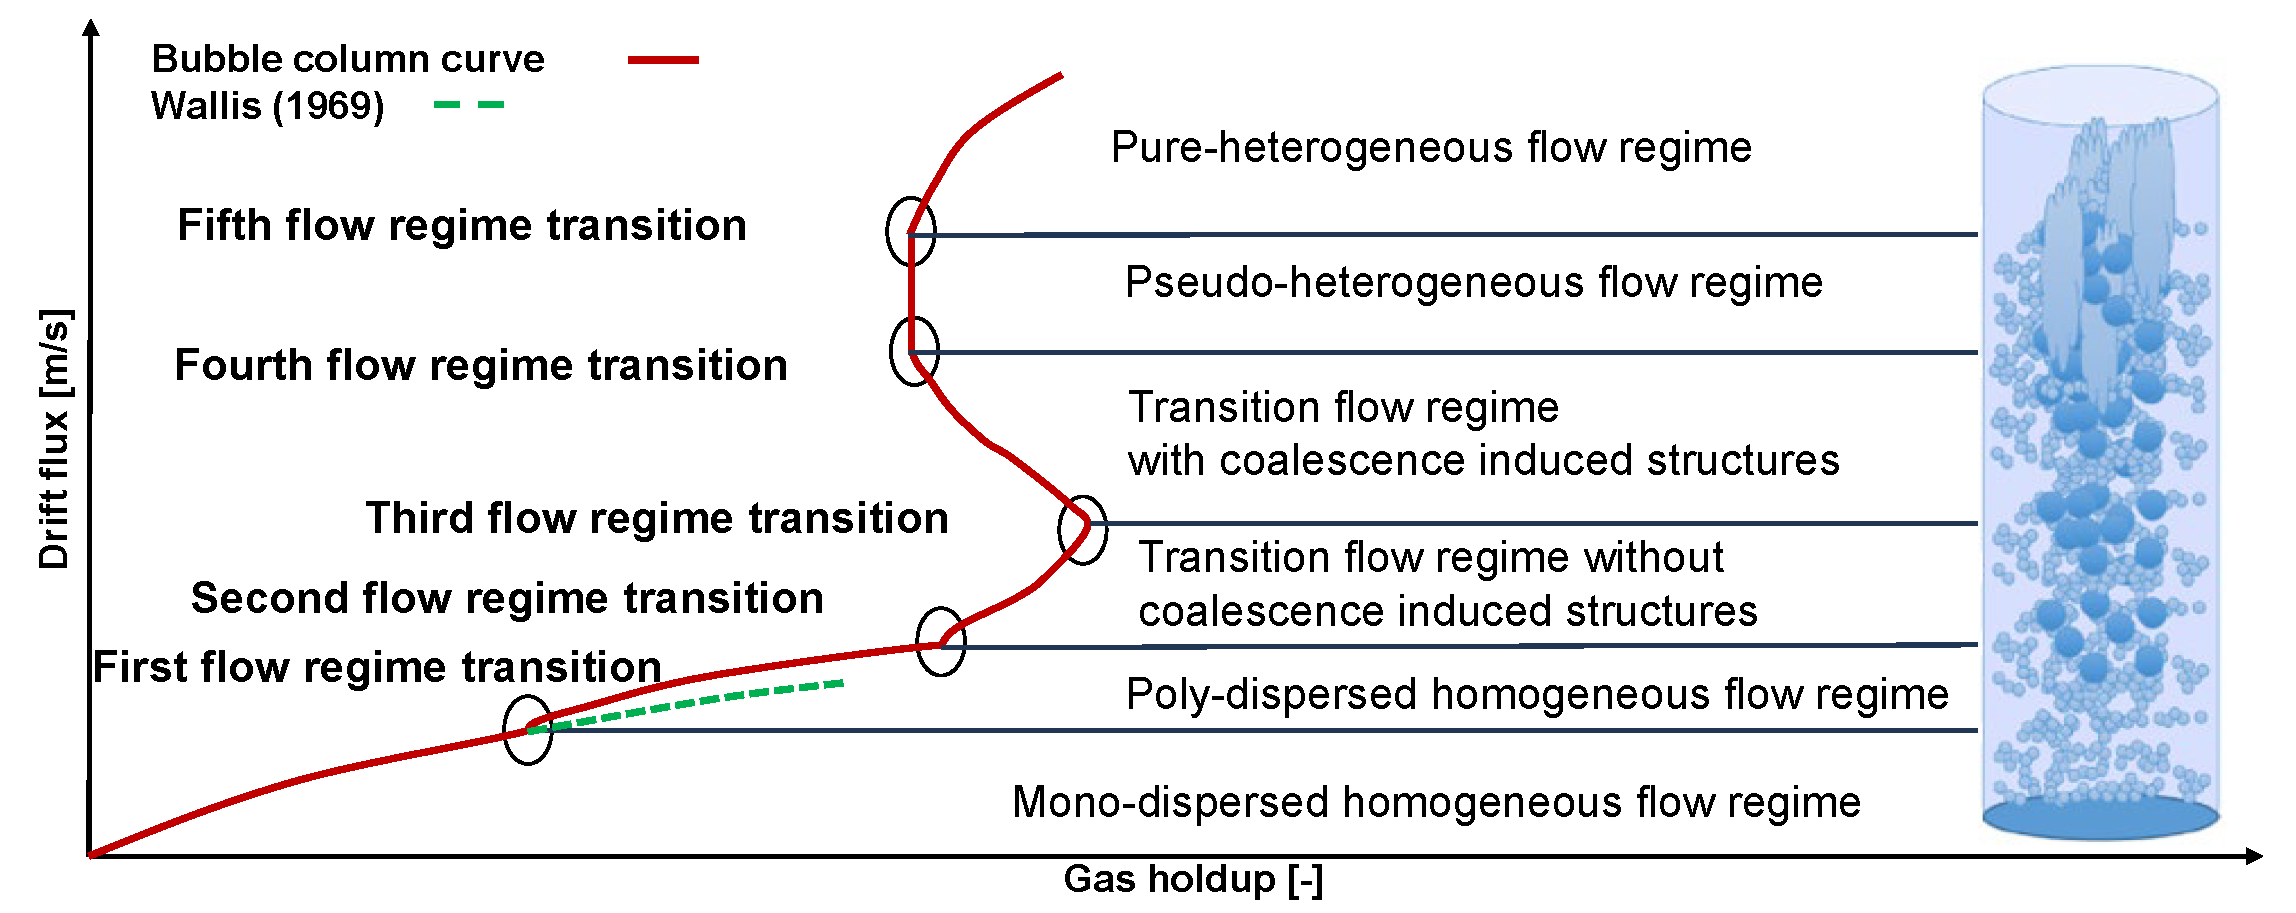 Bubble column curve
Wallis (1969)
Pure-heterogeneous flow regime
Fifth flow regime transition
Pseudo-heterogeneous flow regime
Fourth flow regime transition
Transition flow regime
with coalescence induced structures
Third flow regime transition
Transition flow regime without
coalescence induced structures
Second flow regime transition
First flow regime transition
Poly-dispersed homogeneous flow regime
Mono-dispersed homogeneous flow regime
Drift flux [m/s]
Gas holdup [-]